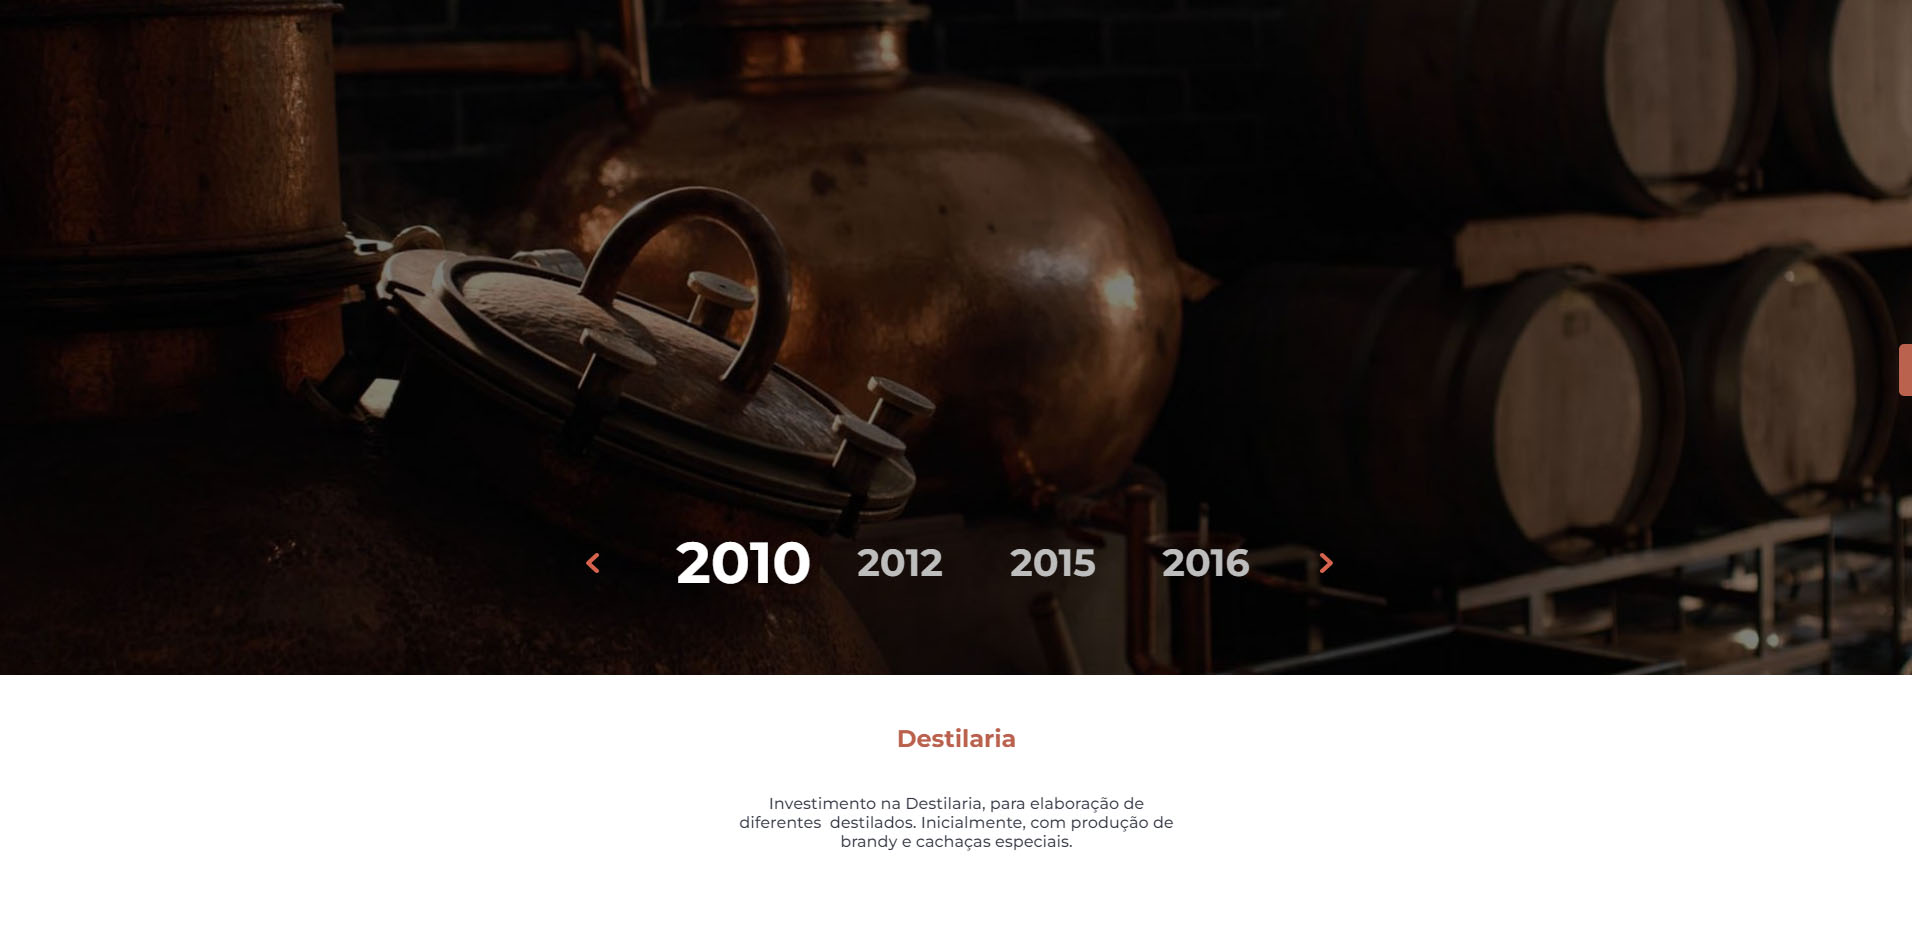 2010 2012 2015 2016
Destilaria
Investimento na Destilaria, para elaboração de
diferentes  destilados. Inicialmente, com produção de
brandy e cachaças especiais.